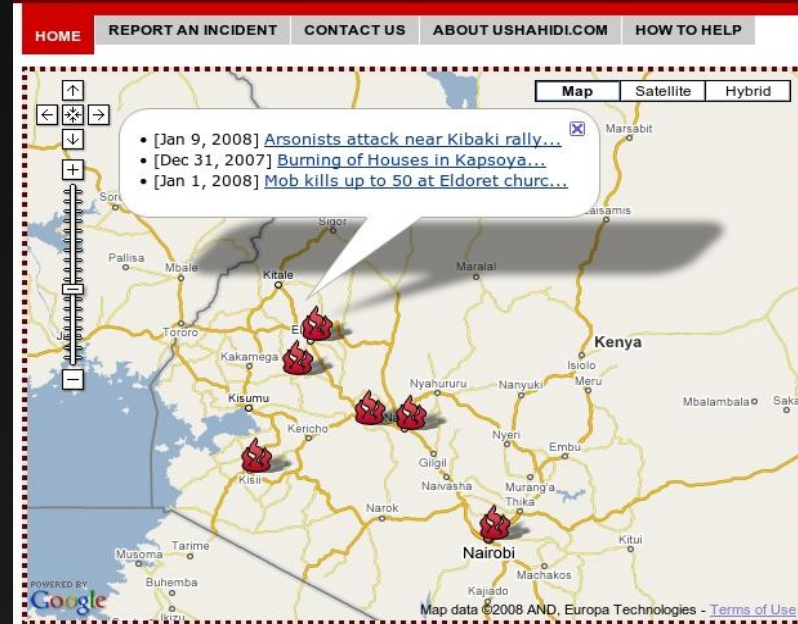 HOME REPORT AN INCIDENT CONTACT US ABOUT USHAHIDI.COM HOW TO HELP
Map Satellite Hybrid
• [Jan 9, 2008] Arsonists attack near Kibaki rally...
• [Dec 31, 2007] Burning of Houses in Kapsoya...
• [Jan 1, 2008] Mob kills up to 50 at Eldoret churc...
Marsabit
Sigor
Pallisa
Mbale
Kitale
Maralal
Tororo
Kenya
Kakamega
Isiolo
Nyahururu
Nanyuki
Meru
Kisumu
Mbalambala
Kericho
Nyeri
Embu
Gilgil
Kisii
Naivasha
Murang'a
Thika
Narok
Nairobi
Kitui
Musoma
Tarime
Machakos
Buhemba
Kajiado
POWERED BY
Google
Ikizu
Map data ©2008 AND, Europa Technologies - Terms of Use